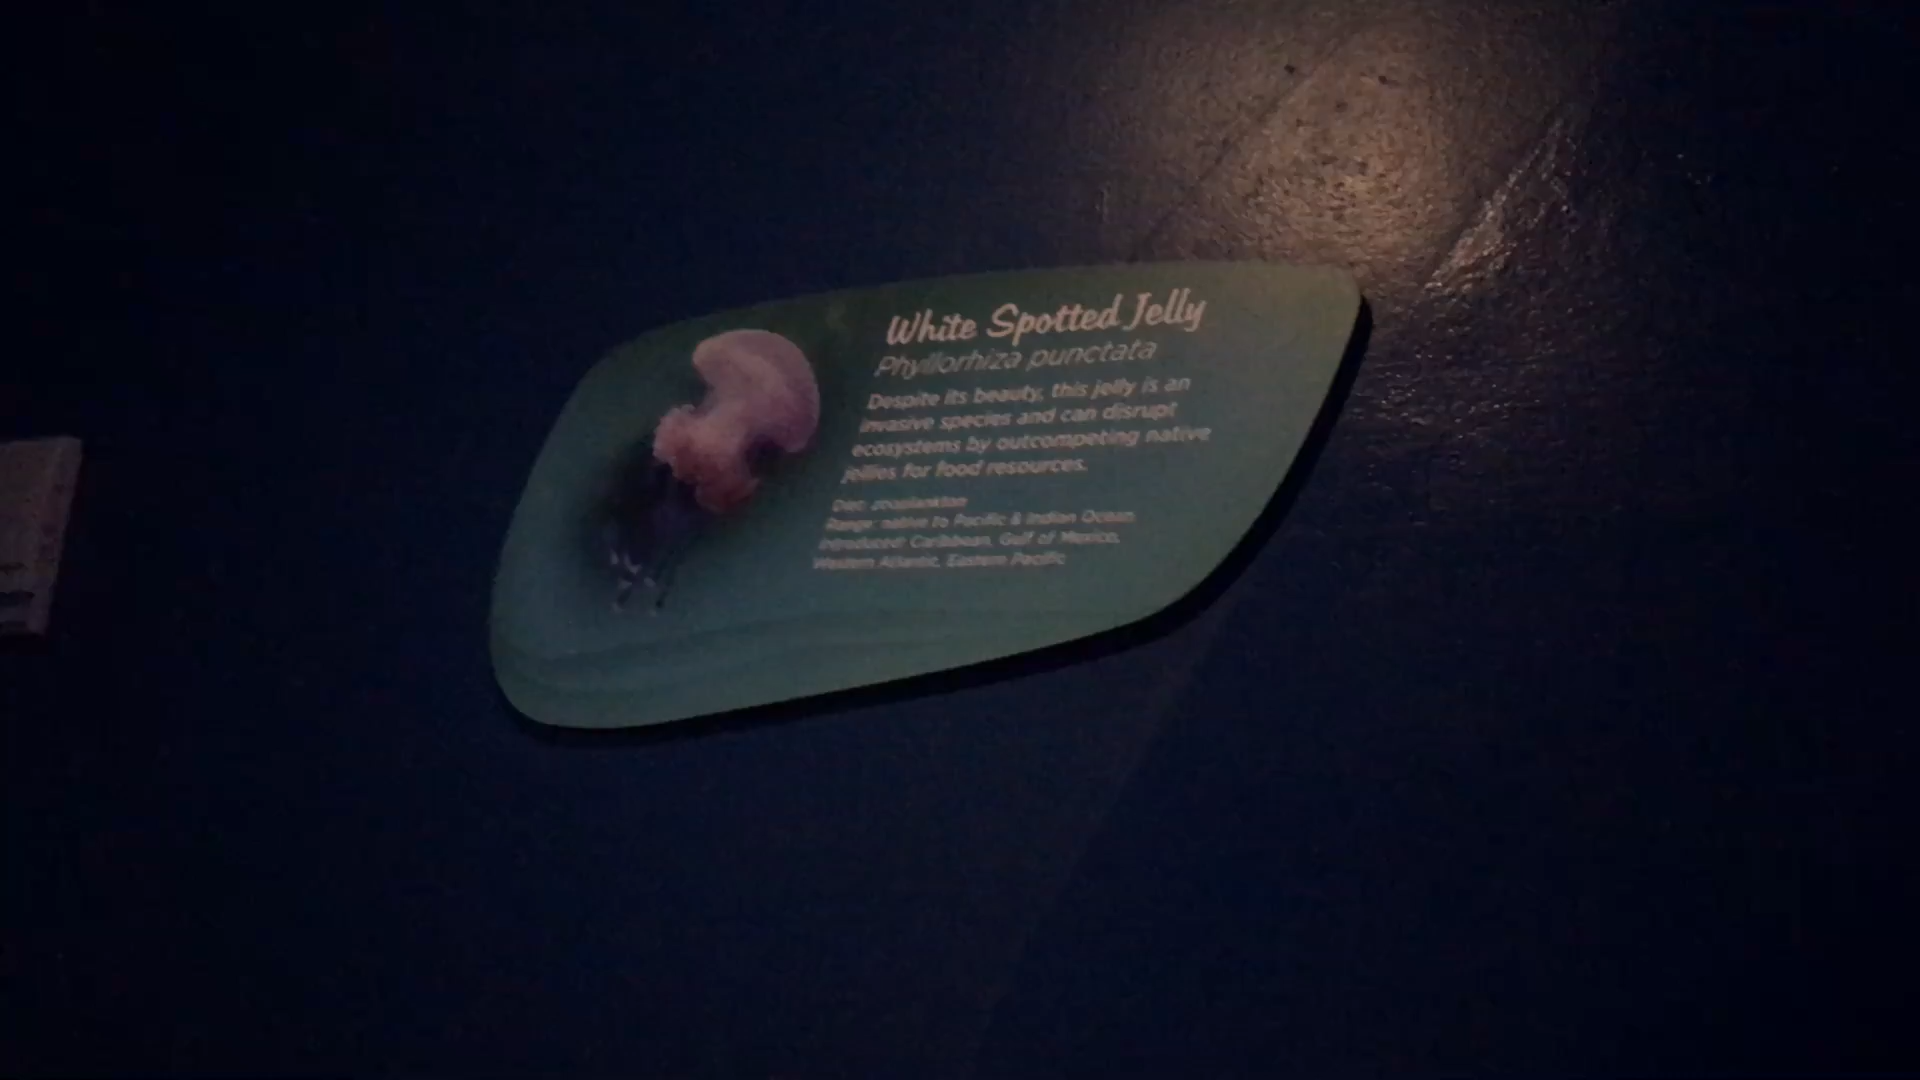 White Spotted Jelly
Phyllorhiza punctata
Despite its beauty, this jelly is an
invasive species and can disrupt
ecosystems by outcompeting native
jellies for food resources.
Diet: zooplankton
Range: native to Pacific & Indian Ocean
Introduced: Caribbean, Gulf of Mexico,
Western Atlantic, Eastern Pacific